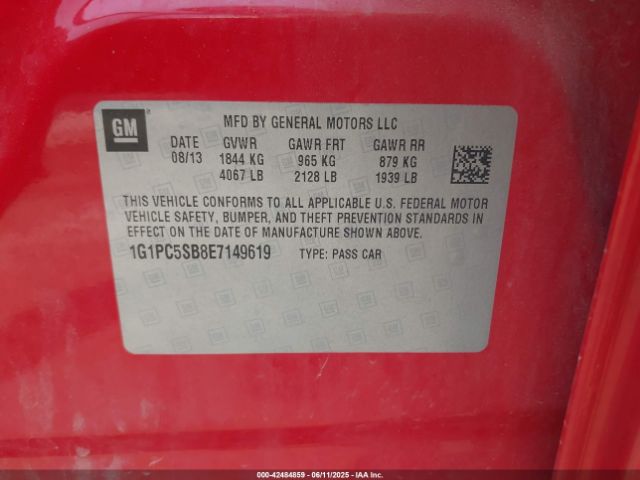 GM
MFD BY GENERAL MOTORS LLC
DATE GVWR GAWR FRT GAWR RR
08/13 1844 KG 965 KG 879 KG
4067 LB 2128 LB 1939 LB
THIS VEHICLE CONFORMS TO ALL APPLICABLE U.S. FEDERAL MOTOR
VEHICLE SAFETY, BUMPER, AND THEFT PREVENTION STANDARDS IN
EFFECT ON THE DATE OF MANUFACTURE SHOWN ABOVE.
1G1PC5SB8E7149619 TYPE: PASS CAR
000-42484859 - 06/11/2025 - IAAI.com